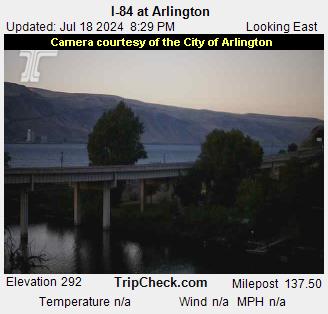 I-84 at Arlington
Updated: Jul 18 2024 8:29 PM Looking East
Camera courtesy of the City of Arlington
Elevation 292 TripCheck.com Milepost 137.50
Temperature n/a Wind n/a MPH n/a